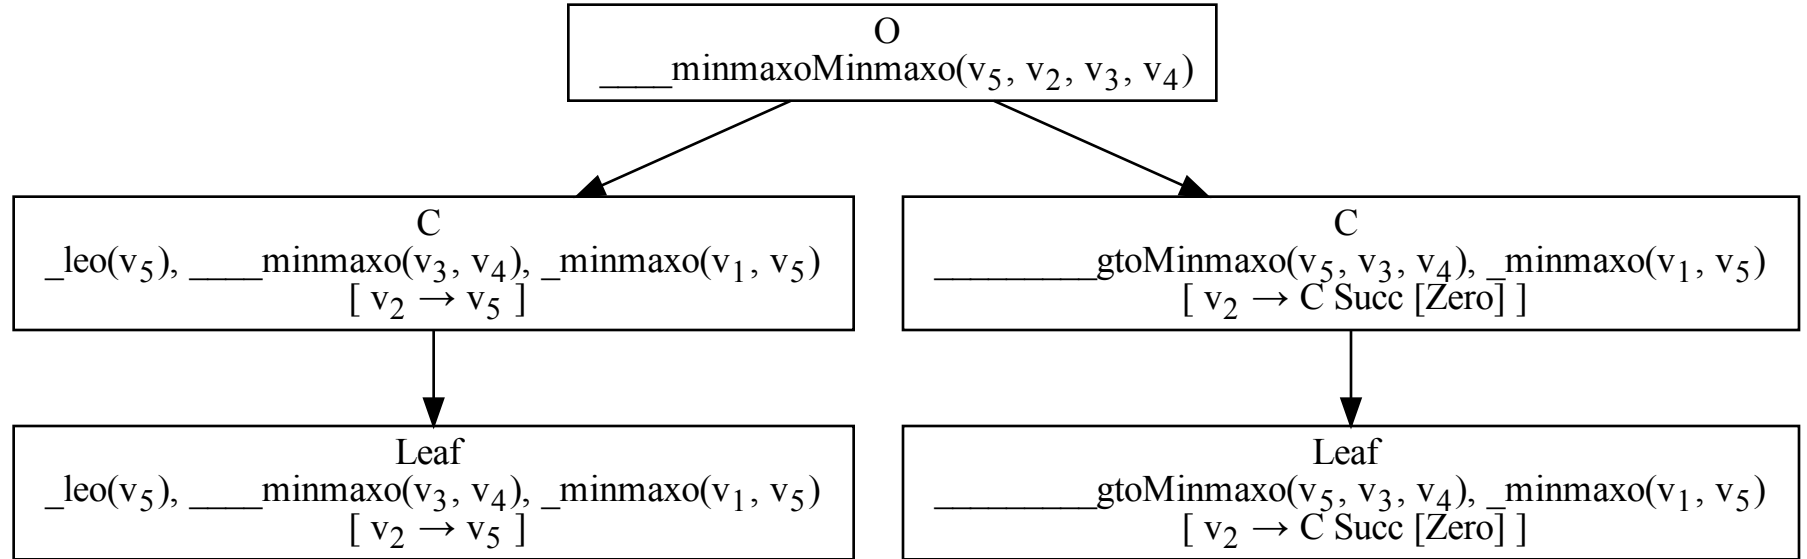 O
____minmaxoMinmaxo(v₅, v₂, v₃, v₄)
C
_leo(v₅), ____minmaxo(v₃, v₄), _minmaxo(v₁, v₅)
[ v₂ → v₅ ]
C
_________gtoMinmaxo(v₅, v₃, v₄), _minmaxo(v₁, v₅)
[ v₂ → C Succ [Zero] ]
Leaf
_leo(v₅), ____minmaxo(v₃, v₄), _minmaxo(v₁, v₅)
[ v₂ → v₅ ]
Leaf
_________gtoMinmaxo(v₅, v₃, v₄), _minmaxo(v₁, v₅)
[ v₂ → C Succ [Zero] ]